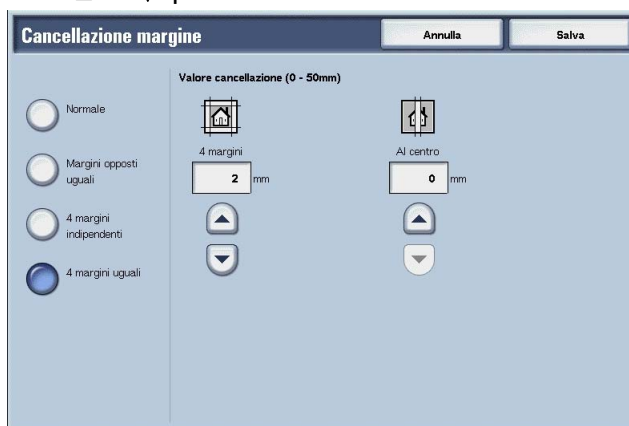 Cancellazione margine
Annulla
Salva
Valore cancellazione (0 - 50mm)
Normale
Margini opposti
uguali
4 margini
indipendenti
4 margini uguali
4 margini
2 mm
Al centro
0 mm